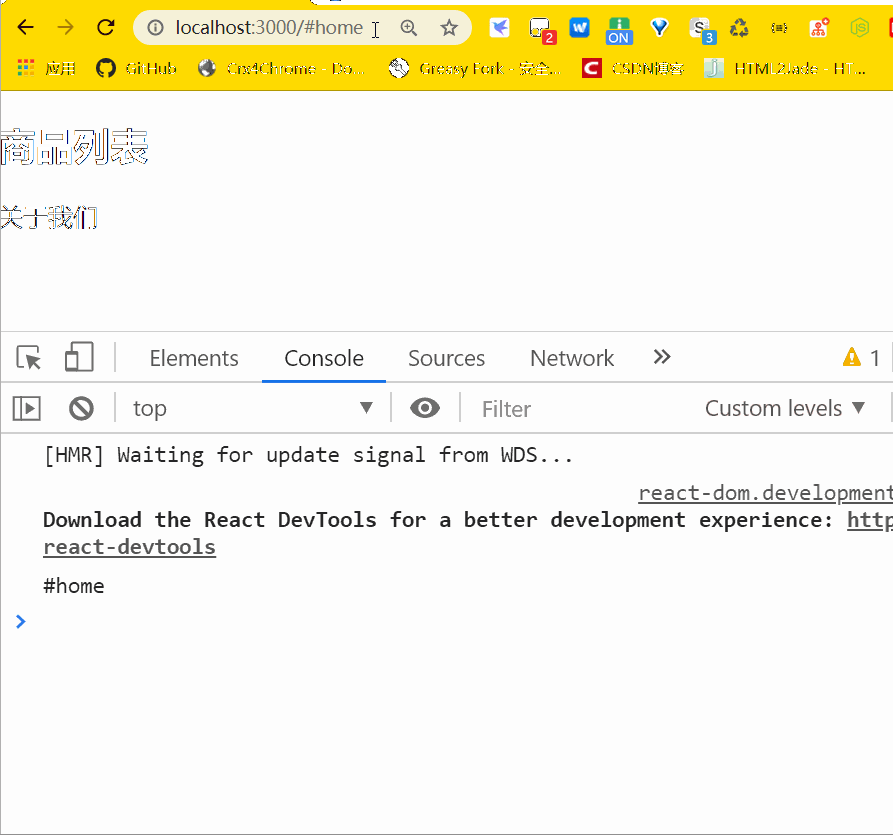 localhost:3000/#home
2
ON
3
应用 GitHub Crx4Chrome - Do... Greasy Fork - 安全... CSDN博客 HTML2Jade - HT...
商品列表
关于我们
Elements Console Sources Network 1
top Filter Custom levels
[HMR] Waiting for update signal from WDS...
react-dom.development
Download the React DevTools for a better development experience: http
react-devtools
#home